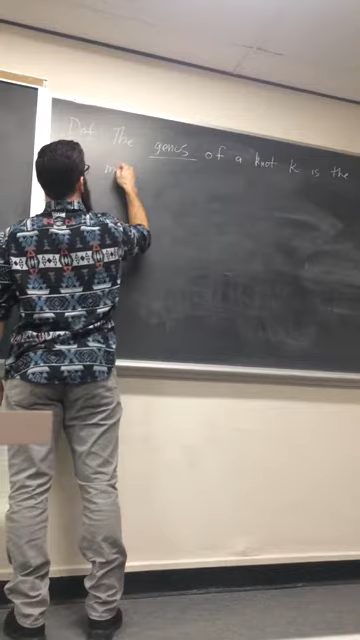 Def: The genus of a knot K is the
m